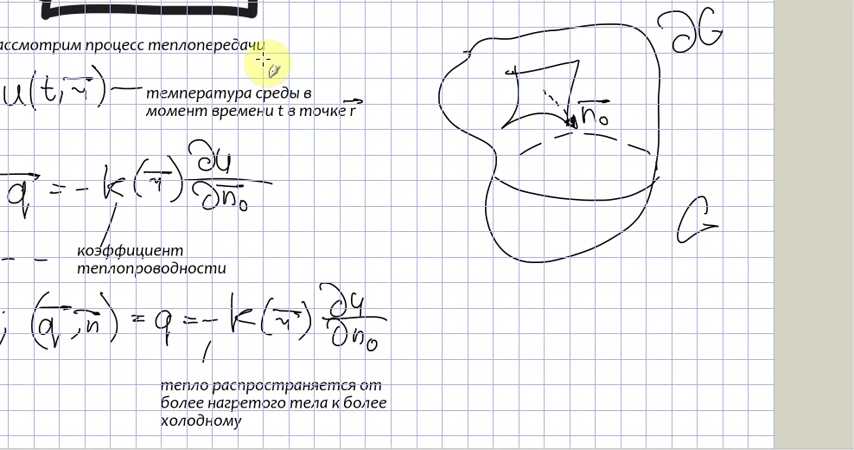 ассмотрим процесс теплопередачи
u(t, r⃗) — температура среды в
момент времени t в точке r⃗
q⃗ = - k(r⃗) ∂u/∂n⃗₀
коэффициент
теплопроводности
; (q⃗, n⃗) = q = - k(r⃗) ∂u/∂n₀
тепло распространяется от
более нагретого тела к более
холодному
∂G
n⃗₀
G